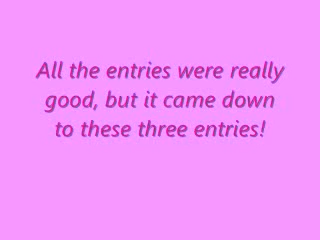 All the entries were really
good, but it came down
to these three entries!